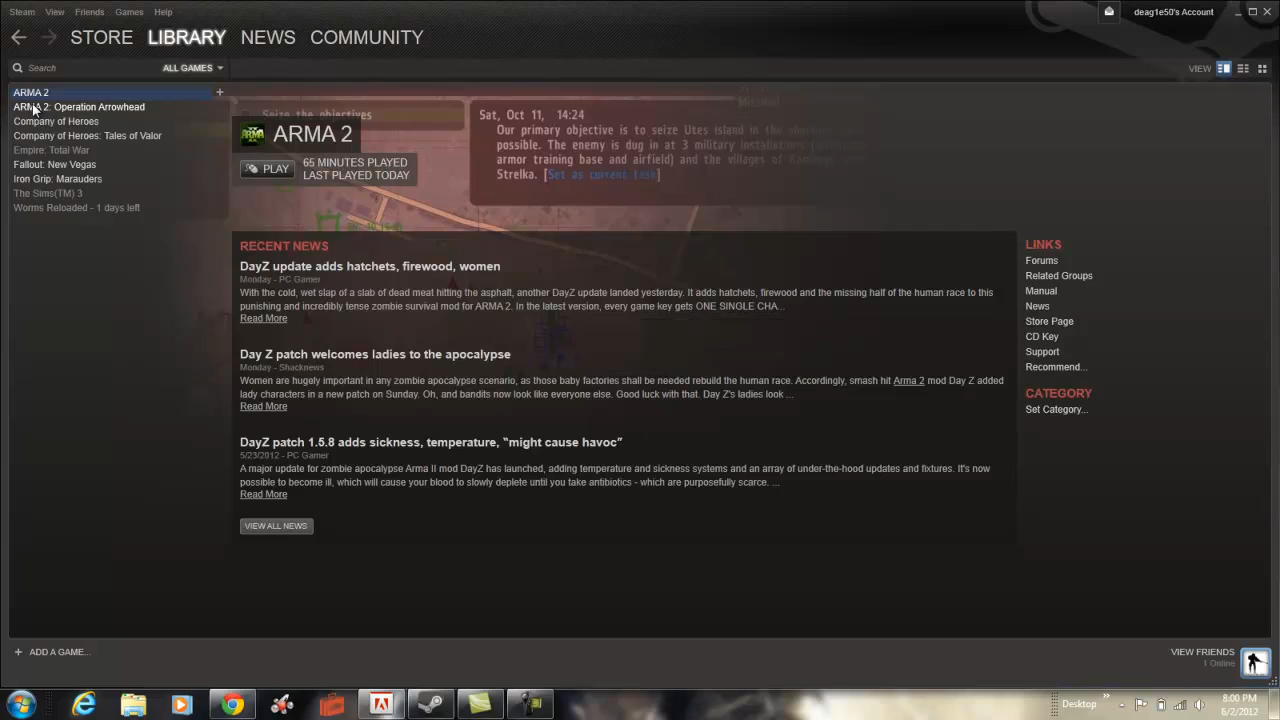 Steam View Friends Games Help
deag1e50's Account
STORE LIBRARY NEWS COMMUNITY
Search ALL GAMES
VIEW
ARMA 2
ARMA 2: Operation Arrowhead
Company of Heroes
Company of Heroes: Tales of Valor
Empire: Total War
Fallout: New Vegas
Iron Grip: Marauders
The Sims(TM) 3
Worms Reloaded - 1 days left
Seize the objectives
Sat, Oct 11, 14:24
Our primary objective is to seize Utes island in the
possible. The enemy is dug in at 3 military
armor training base and airfield) and the villages of
Strelka. [Set as current task]
ARMA 2
PLAY
65 MINUTES PLAYED
LAST PLAYED TODAY
RECENT NEWS
DayZ update adds hatchets, firewood, women
Monday - PC Gamer
With the cold, wet slap of a slab of dead meat hitting the asphalt, another DayZ update landed yesterday. It adds hatchets, firewood and the missing half of the human race to this
punishing and incredibly tense zombie survival mod for ARMA 2. In the latest version, every game key gets ONE SINGLE CHA...
Read More
Day Z patch welcomes ladies to the apocalypse
Monday - Shacknews
Women are hugely important in any zombie apocalypse scenario, as those baby factories shall be needed rebuild the human race. Accordingly, smash hit Arma 2 mod Day Z added
lady characters in a new patch on Sunday. Oh, and bandits now look like everyone else. Good luck with that. Day Z's ladies look ...
Read More
DayZ patch 1.5.8 adds sickness, temperature, "might cause havoc"
5/23/2012 - PC Gamer
A major update for zombie apocalypse Arma II mod DayZ has launched, adding temperature and sickness systems and an array of under-the-hood updates and fixtures. It's now
possible to become ill, which will cause your blood to slowly deplete until you take antibiotics - which are purposefully scarce. ...
Read More
VIEW ALL NEWS
LINKS
Forums
Related Groups
Manual
News
Store Page
CD Key
Support
Recommend...
CATEGORY
Set Category...
ADD A GAME...
VIEW FRIENDS
1 Online
Desktop
8:00 PM
6/2/2012